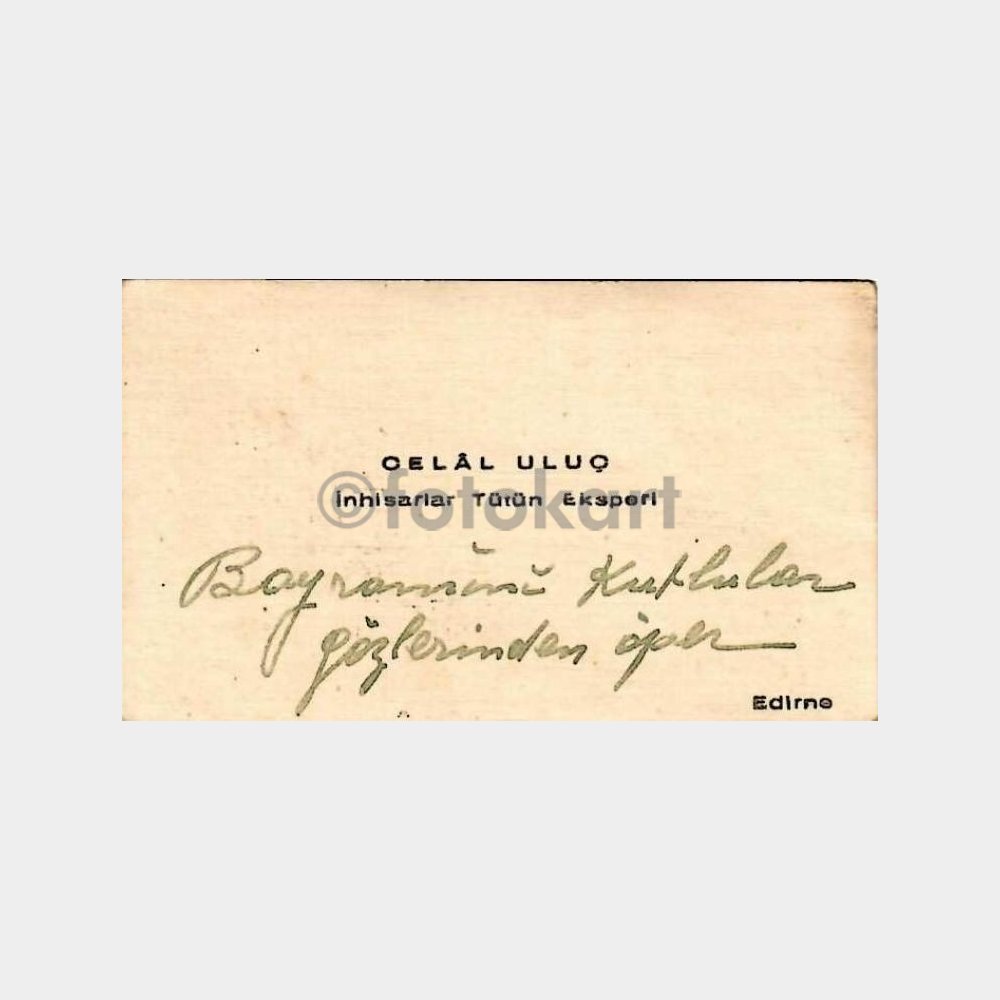 CELÂL ULUÇ
İnhisarlar Tütün Eksperi
©fotokart
Bayramını Kutlular
gözlerinden öper
Edirne